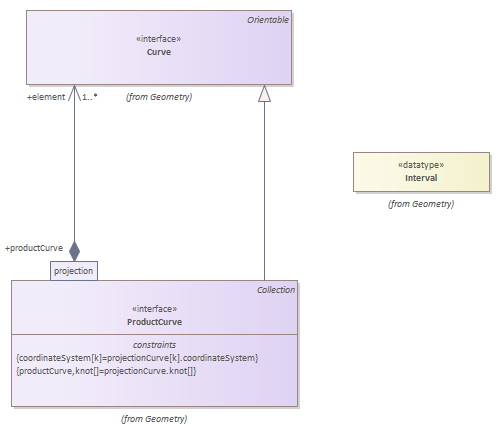 Orientable
«interface»
Curve
+element
1..*
(from Geometry)
«datatype»
Interval
(from Geometry)
+productCurve
projection
Collection
«interface»
ProductCurve
constraints
{coordinateSystem[k]=projectionCurve[k].coordinateSystem}
{productCurve,knot[]=projectionCurve.knot[]}
(from Geometry)